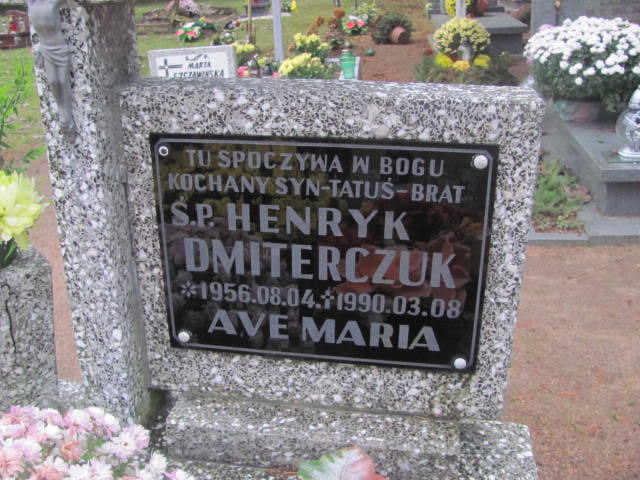 MARTA
SZCZAWIŃSKA
TU SPOCZYWA W BOGU
KOCHANY SYN-TATUŚ-BRAT
Ś.P. HENRYK
DMITERCZUK
*1956.08.04.†1990.03.08
AVE MARIA